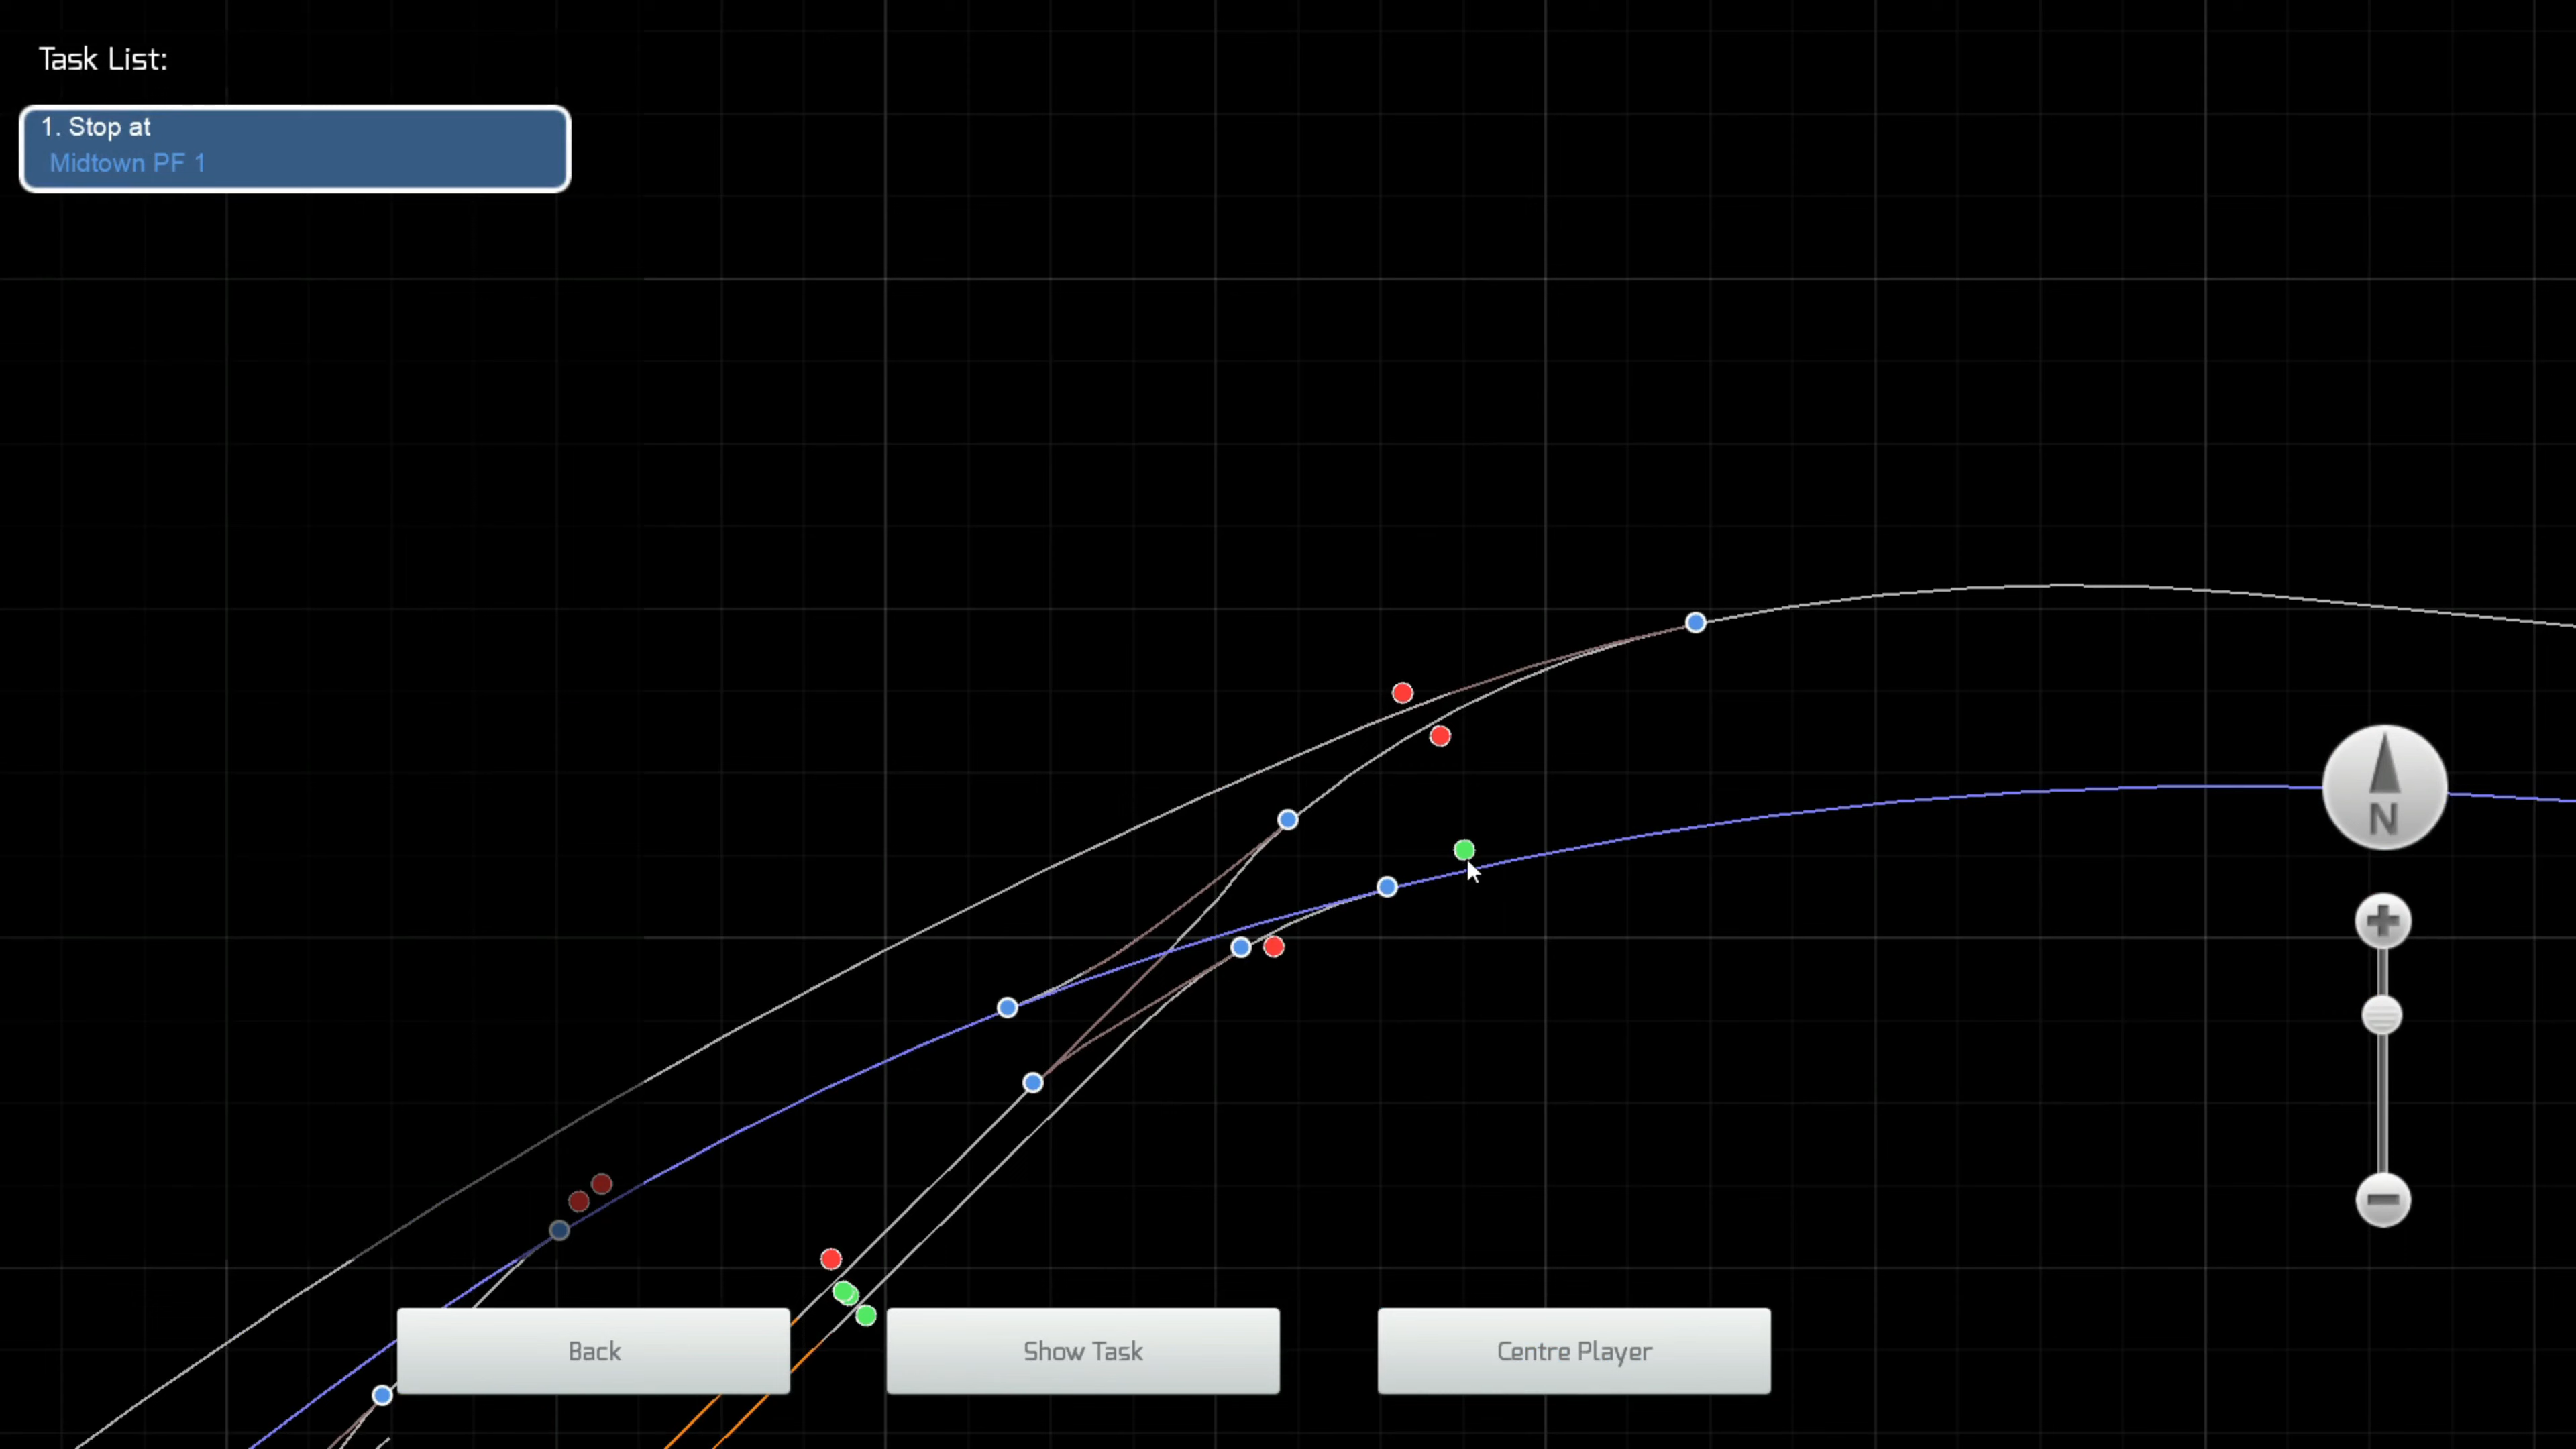 Task List:
1. Stop at
Midtown PF 1
N
Back
Show Task
Centre Player